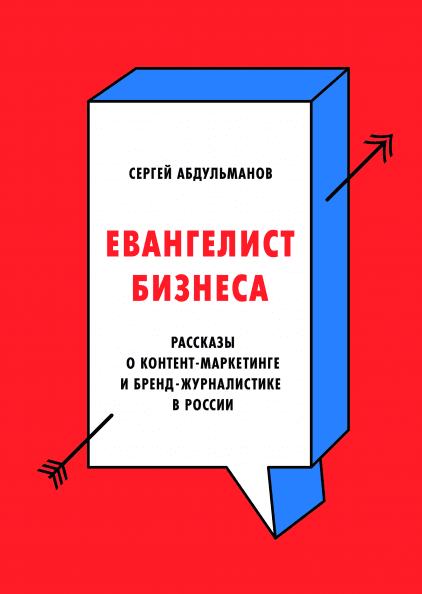 СЕРГЕЙ АБДУЛЬМАНОВ
ЕВАНГЕЛИСТ
БИЗНЕСА
РАССКАЗЫ
О КОНТЕНТ-МАРКЕТИНГЕ
И БРЕНД-ЖУРНАЛИСТИКЕ
В РОССИИ